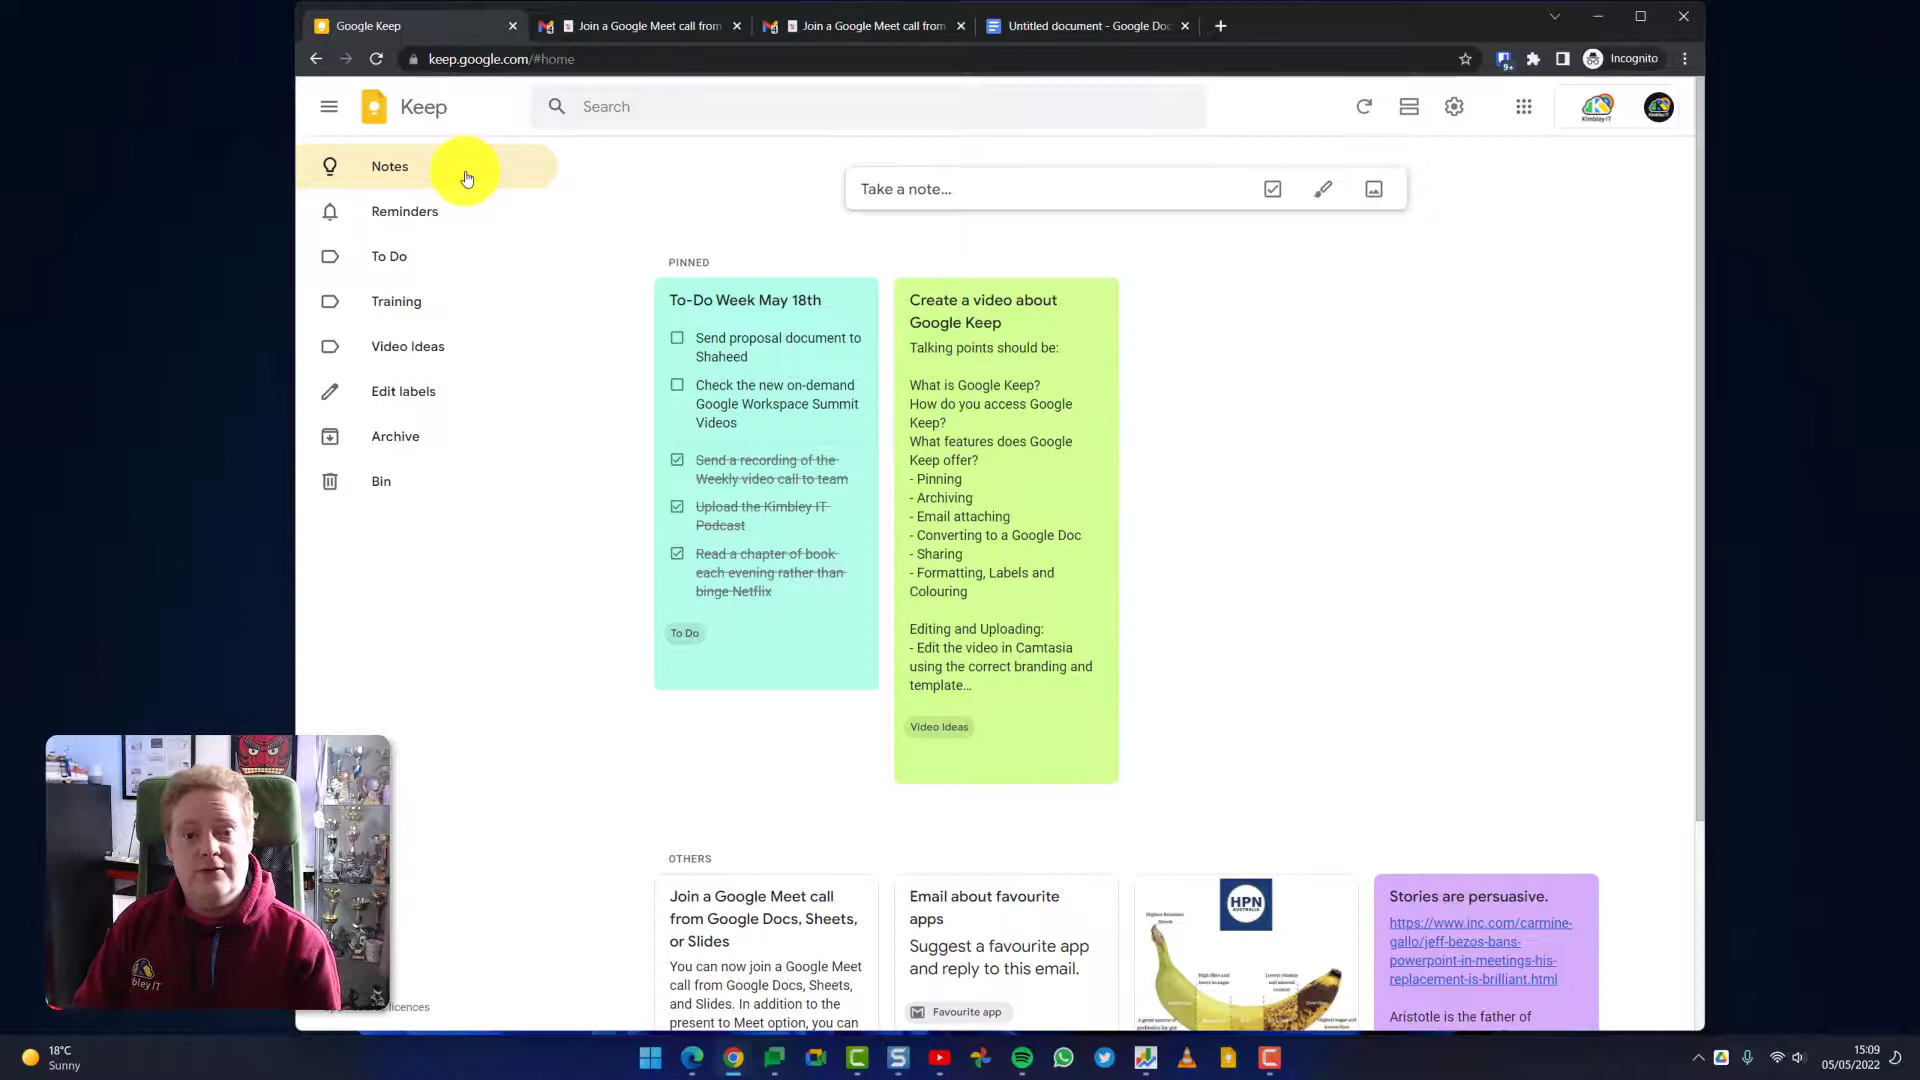 Google Keep
Join a Google Meet call from
Join a Google Meet call from
Untitled document - Google Doc
keep.google.com/#home
9+
Incognito
Keep
Search
Kimbley IT
Notes
Reminders
To Do
Training
Video Ideas
Edit labels
Archive
Bin
Take a note...
PINNED
To-Do Week May 18th
Send proposal document to
Shaheed
Check the new on-demand
Google Workspace Summit
Videos
Send a recording of the
Weekly video call to team
Upload the Kimbley IT
Podcast
Read a chapter of book
each evening rather than
binge Netflix
To Do
Create a video about
Google Keep
Talking points should be:
What is Google Keep?
How do you access Google
Keep?
What features does Google
Keep offer?
- Pinning
- Archiving
- Email attaching
- Converting to a Google Doc
- Sharing
- Formatting, Labels and
Colouring
Editing and Uploading:
- Edit the video in Camtasia
using the correct branding and
template…
Video Ideas
OTHERS
Join a Google Meet call
from Google Docs, Sheets,
or Slides
You can now join a Google Meet
call from Google Docs, Sheets,
and Slides. In addition to the
present to Meet option, you can
Email about favourite
apps
Suggest a favourite app
and reply to this email.
Favourite app
HPN
AUSTRALIA
Stories are persuasive.
https://www.inc.com/carmine-
gallo/jeff-bezos-bans-
powerpoint-in-meetings-his-
replacement-is-brilliant.html
Aristotle is the father of
licences
18°C
Sunny
15:09
05/05/2022